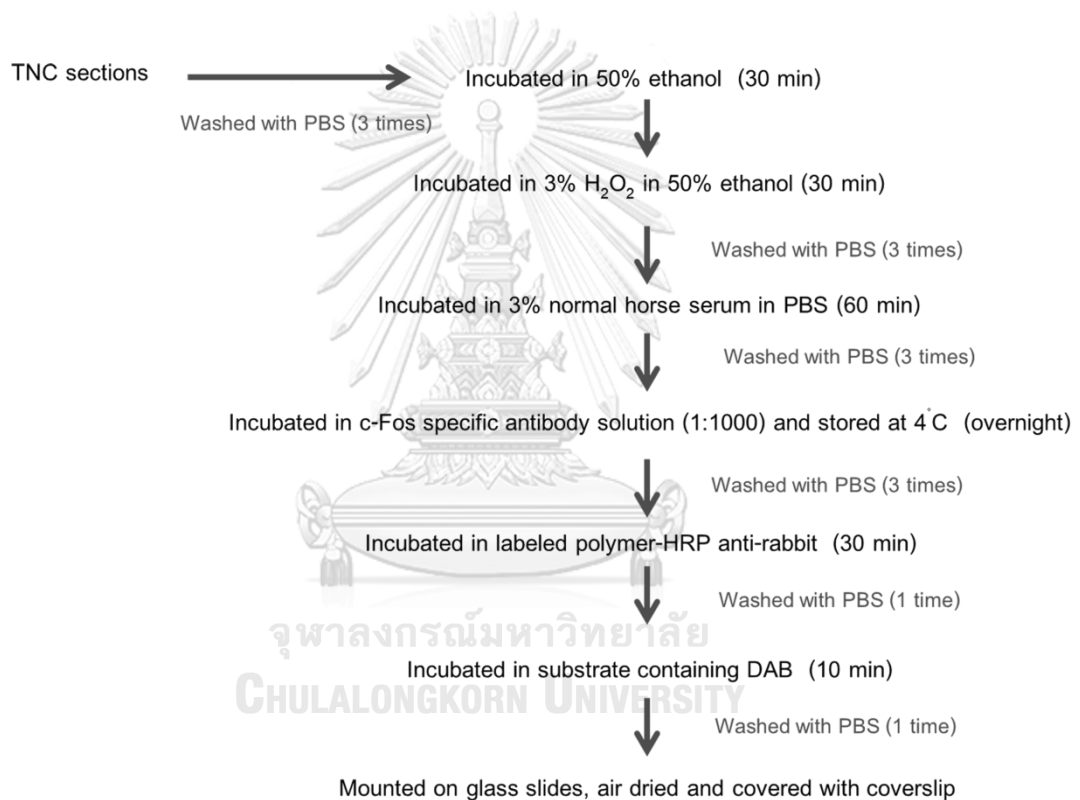 TNC sections
Incubated in 50% ethanol (30 min)
Washed with PBS (3 times)
Incubated in 3% H₂O₂ in 50% ethanol (30 min)
Washed with PBS (3 times)
Incubated in 3% normal horse serum in PBS (60 min)
Washed with PBS (3 times)
Incubated in c-Fos specific antibody solution (1:1000) and stored at 4°C (overnight)
Washed with PBS (3 times)
Incubated in labeled polymer-HRP anti-rabbit (30 min)
Washed with PBS (1 time)
จุฬาลงกรณ์มหาวิทยาลัย
Incubated in substrate containing DAB (10 min)
CHULALONGKORN UNIVERSITY
Washed with PBS (1 time)
Mounted on glass slides, air dried and covered with coverslip